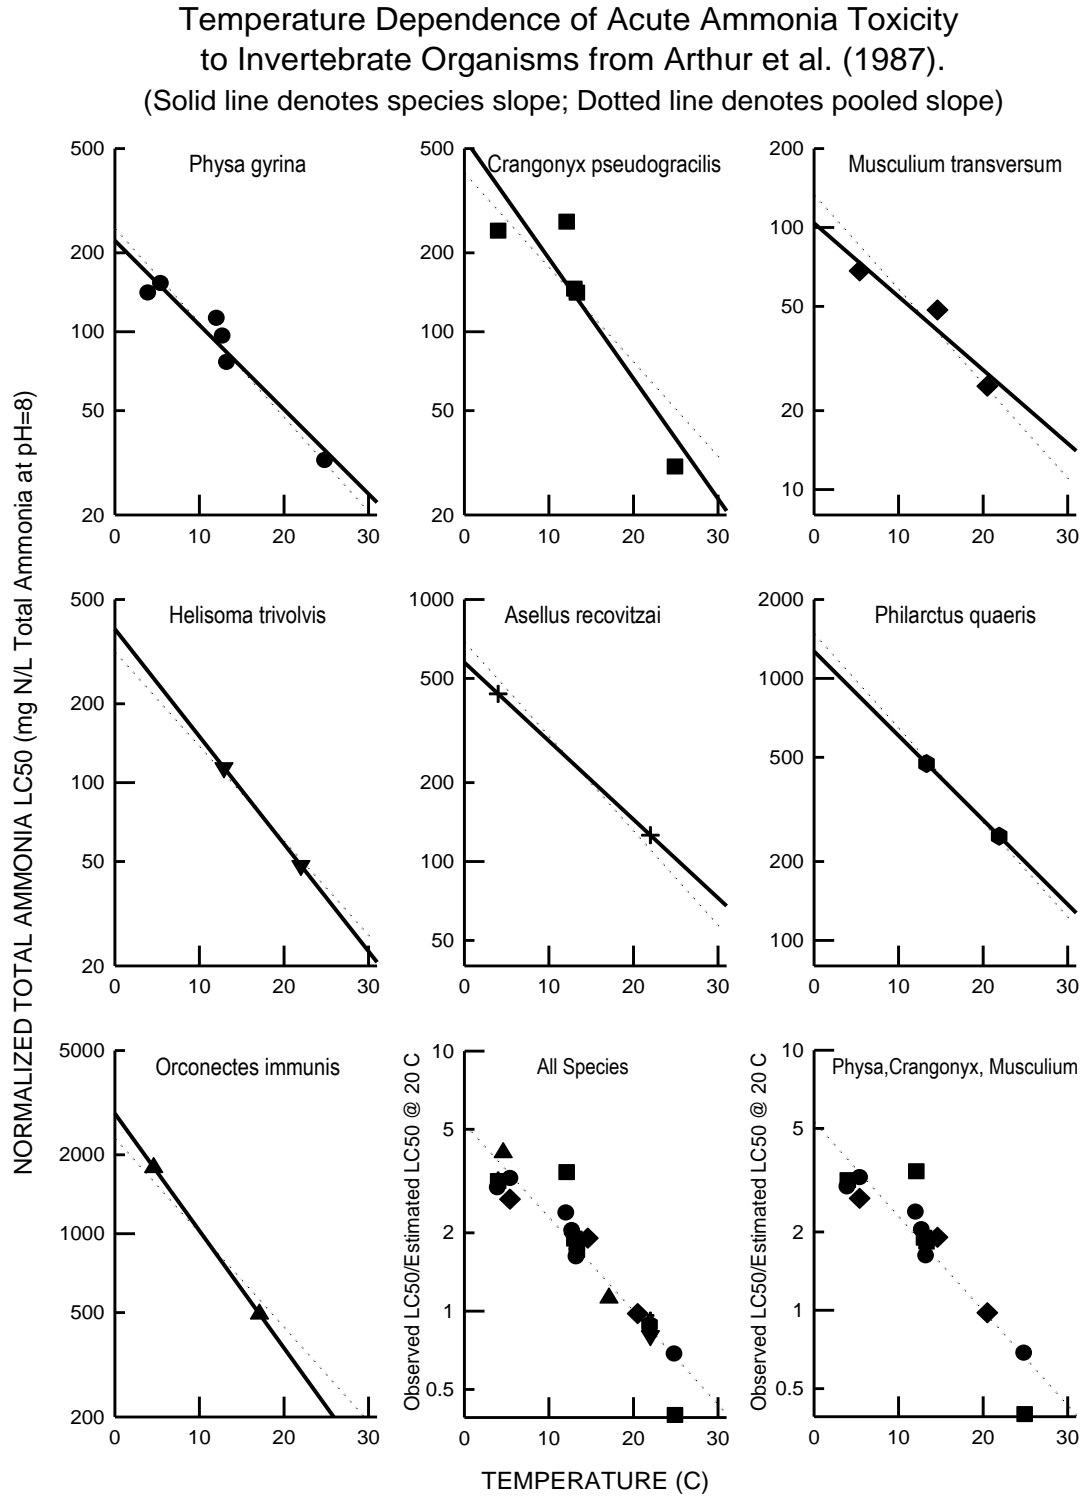 Temperature Dependence of Acute Ammonia Toxicity
to Invertebrate Organisms from Arthur et al. (1987).
(Solid line denotes species slope; Dotted line denotes pooled slope)
NORMALIZED TOTAL AMMONIA LC50 (mg N/L Total Ammonia at pH=8)
Physa gyrina
500
200
100
50
20
0 10 20 30
Crangonyx pseudogracilis
500
200
100
50
20
0 10 20 30
Musculium transversum
200
100
50
20
10
0 10 20 30
Helisoma trivolvis
500
200
100
50
20
0 10 20 30
Asellus recovitzai
1000
500
200
100
50
0 10 20 30
Philarctus quaeris
2000
1000
500
200
100
0 10 20 30
Orconectes immunis
5000
2000
1000
500
200
0 10 20 30
All Species
Observed LC50/Estimated LC50 @ 20 C
10
5
2
1
0.5
0 10 20 30
Physa,Crangonyx, Musculium
Observed LC50/Estimated LC50 @ 20 C
10
5
2
1
0.5
0 10 20 30
TEMPERATURE (C)